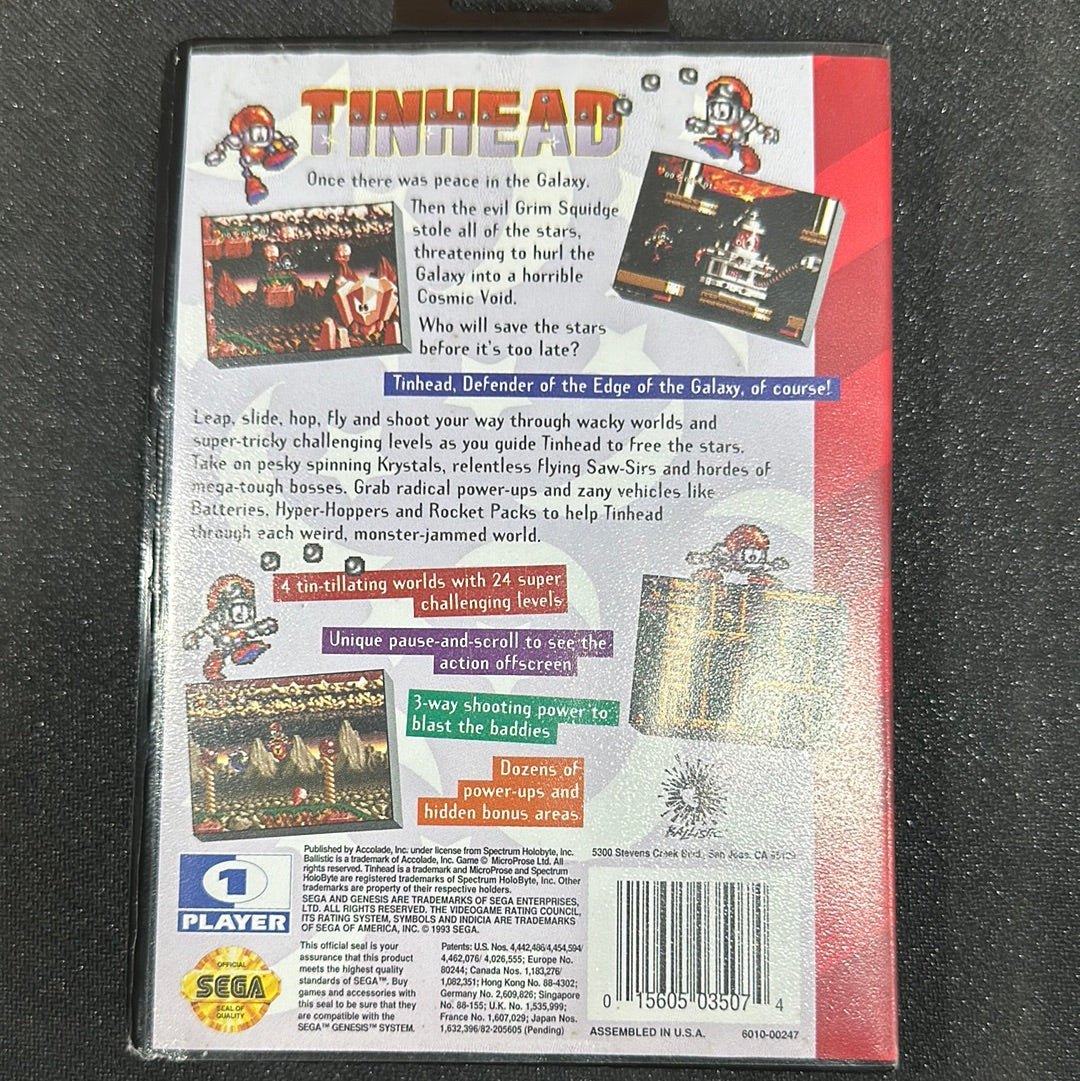 TINHEAD
Once there was peace in the Galaxy.
Then the evil Grim Squidge
stole all of the stars,
threatening to hurl the
Galaxy into a horrible
Cosmic Void.
Who will save the stars
before it's too late?
Tinhead, Defender of the Edge of the Galaxy, of course!
Leap, slide, hop, fly and shoot your way through wacky worlds and
super-tricky challenging levels as you guide Tinhead to free the stars.
Take on pesky spinning Krystals, relentless flying Saw-Sirs and hordes of
mega-tough bosses. Grab radical power-ups and zany vehicles like
Batteries, Hyper-Hoppers and Rocket Packs to help Tinhead
through each weird, monster-jammed world.
4 tin-tillating worlds with 24 super
challenging levels
Unique pause-and-scroll to see the
action offscreen
3-way shooting power to
blast the baddies
Dozens of
power-ups and
hidden bonus areas.
BALLISTIC
1
PLAYER
Published by Accolade, Inc. under license from Spectrum Holobyte, Inc.
Ballistic is a trademark of Accolade, Inc. Game © MicroProse Ltd. All
rights reserved. Tinhead is a trademark and MicroProse and Spectrum
HoloByte are registered trademarks of Spectrum HoloByte, Inc. Other
trademarks are property of their respective holders.
SEGA AND GENESIS ARE TRADEMARKS OF SEGA ENTERPRISES,
LTD. ALL RIGHTS RESERVED. THE VIDEOGAME RATING COUNCIL,
ITS RATING SYSTEM, SYMBOLS AND INDICIA ARE TRADEMARKS
OF SEGA OF AMERICA, INC. © 1993 SEGA.
5300 Stevens Creek Blvd., San Jose, CA
OFFICIAL
SEGA
SEAL OF
QUALITY
This official seal is your
assurance that this product
meets the highest quality
standards of SEGA™. Buy
games and accessories with
this seal to be sure that they
are compatible with the
SEGA™ GENESIS™ SYSTEM.
Patents: U.S. Nos. 4,442,486/4,454,594/
4,462,076/ 4,026,555; Europe No.
80244; Canada Nos. 1,183,276/
1,082,351; Hong Kong No. 88-4302;
Germany No. 2,609,826; Singapore
No. 88-155; U.K. No. 1,535,999;
France No. 1,607,029; Japan Nos.
1,632,396/82-205605 (Pending)
0 15605 03507 4
ASSEMBLED IN U.S.A. 6010-00247